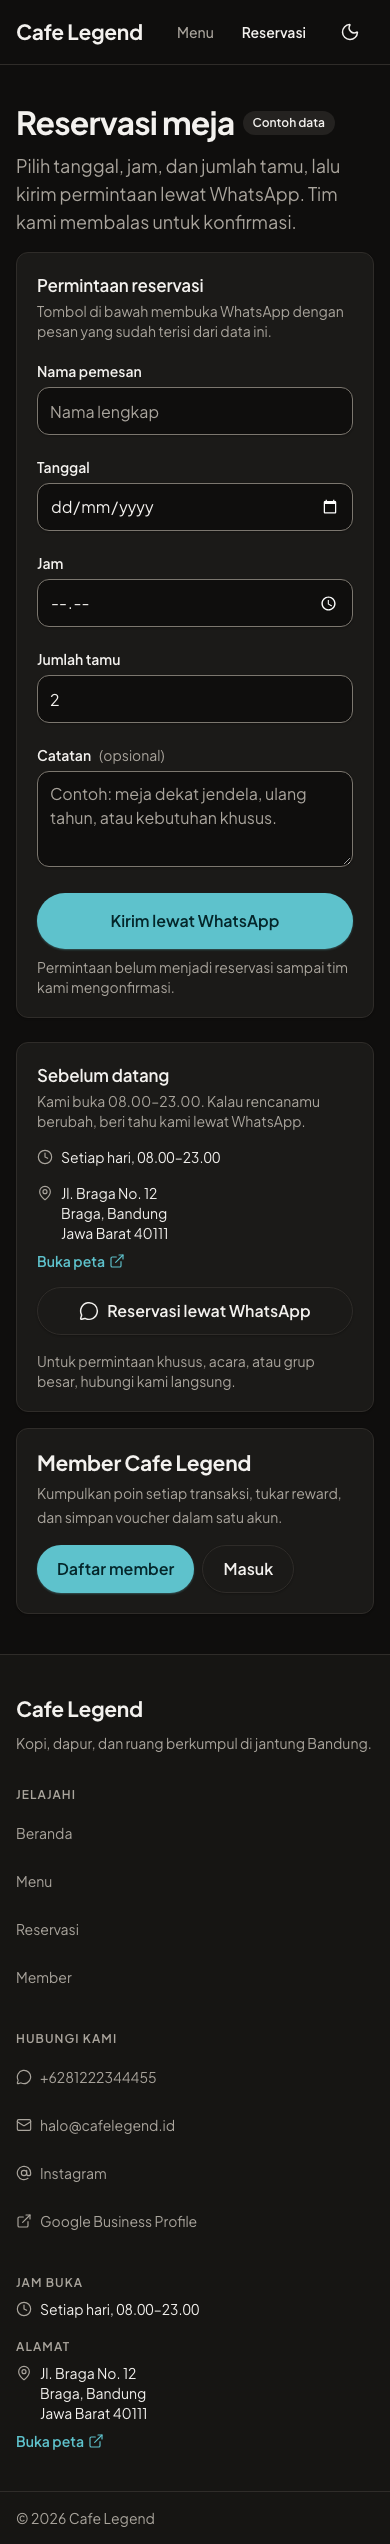 Cafe Legend Menu Reservasi
Reservasi meja Contoh data
Pilih tanggal, jam, dan jumlah tamu, lalu
kirim permintaan lewat WhatsApp. Tim
kami membalas untuk konfirmasi.
Permintaan reservasi
Tombol di bawah membuka WhatsApp dengan
pesan yang sudah terisi dari data ini.
Nama pemesan
Nama lengkap
Tanggal
dd/mm/yyyy
Jam
--.--
Jumlah tamu
2
Catatan (opsional)
Contoh: meja dekat jendela, ulang
tahun, atau kebutuhan khusus.
Kirim lewat WhatsApp
Permintaan belum menjadi reservasi sampai tim
kami mengonfirmasi.
Sebelum datang
Kami buka 08.00–23.00. Kalau rencanamu
berubah, beri tahu kami lewat WhatsApp.
Setiap hari, 08.00–23.00
Jl. Braga No. 12
Braga, Bandung
Jawa Barat 40111
Buka peta
Reservasi lewat WhatsApp
Untuk permintaan khusus, acara, atau grup
besar, hubungi kami langsung.
Member Cafe Legend
Kumpulkan poin setiap transaksi, tukar reward,
dan simpan voucher dalam satu akun.
Daftar member Masuk
Cafe Legend
Kopi, dapur, dan ruang berkumpul di jantung Bandung.
JELAJAHI
Beranda
Menu
Reservasi
Member
HUBUNGI KAMI
+6281222344455
halo@cafelegend.id
Instagram
Google Business Profile
JAM BUKA
Setiap hari, 08.00–23.00
ALAMAT
Jl. Braga No. 12
Braga, Bandung
Jawa Barat 40111
Buka peta
© 2026 Cafe Legend